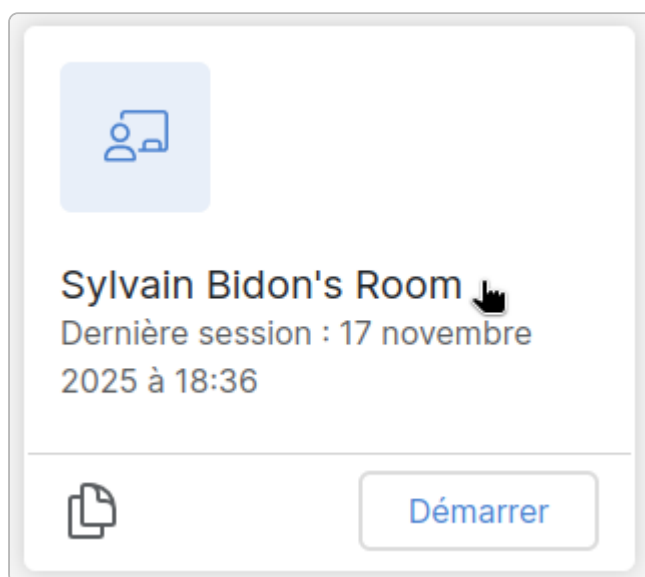 Sylvain Bidon's Room
Dernière session : 17 novembre
2025 à 18:36
Démarrer